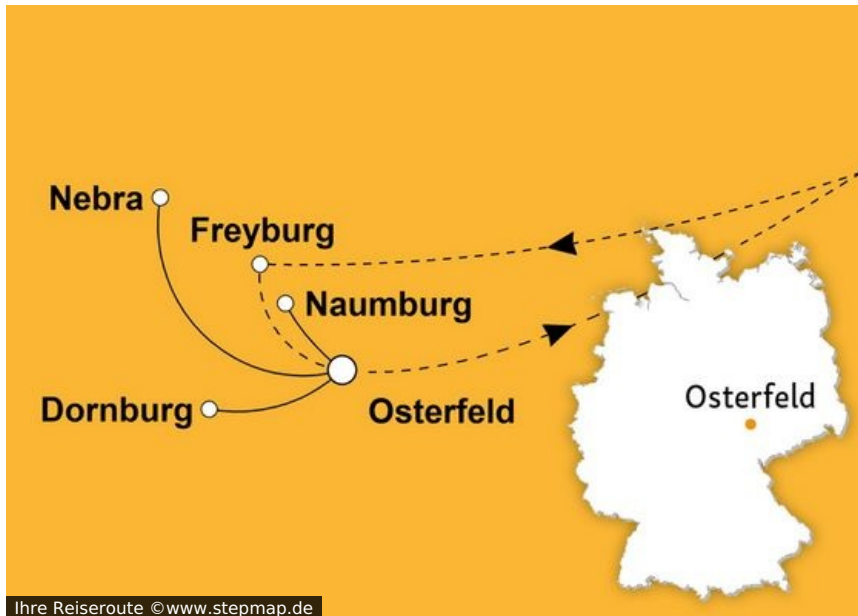 Nebra
Freyburg
Naumburg
Dornburg
Osterfeld
Osterfeld
Ihre Reiseroute ©www.stepmap.de